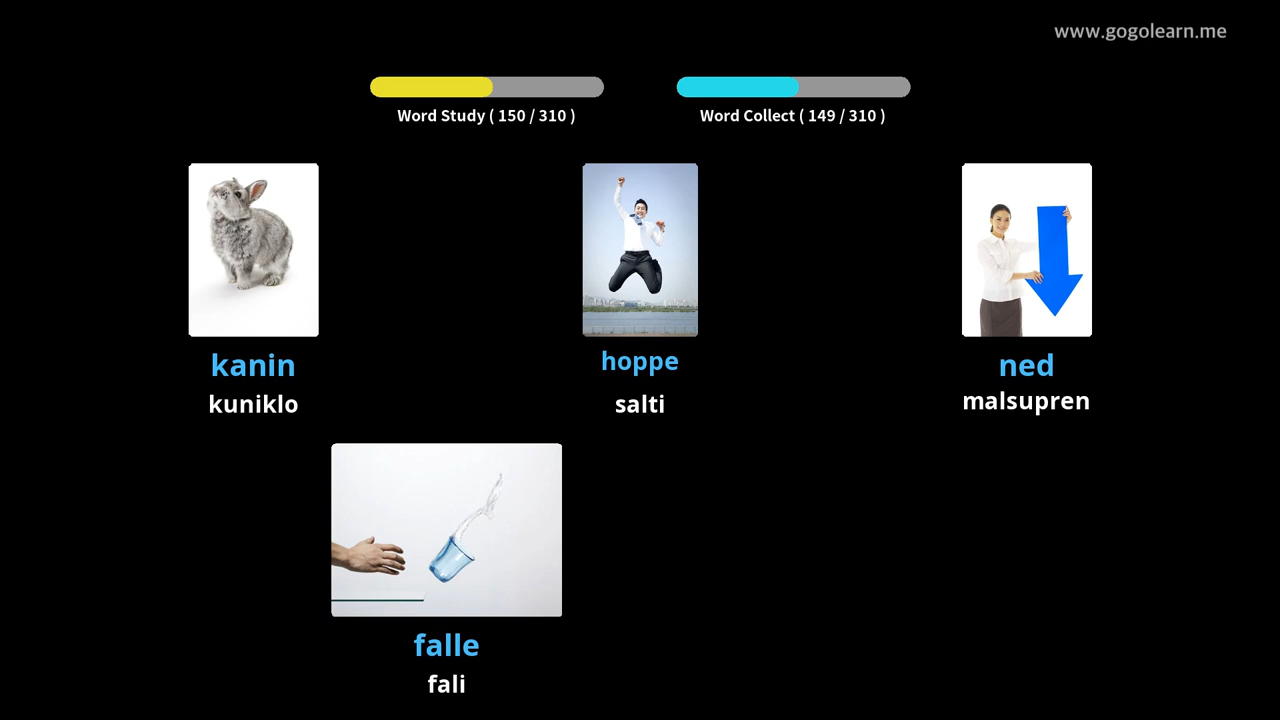 www.gogolearn.me
Word Study ( 150 / 310 )
Word Collect ( 149 / 310 )
kanin
kuniklo
hoppe
salti
ned
malsupren
falle
fali